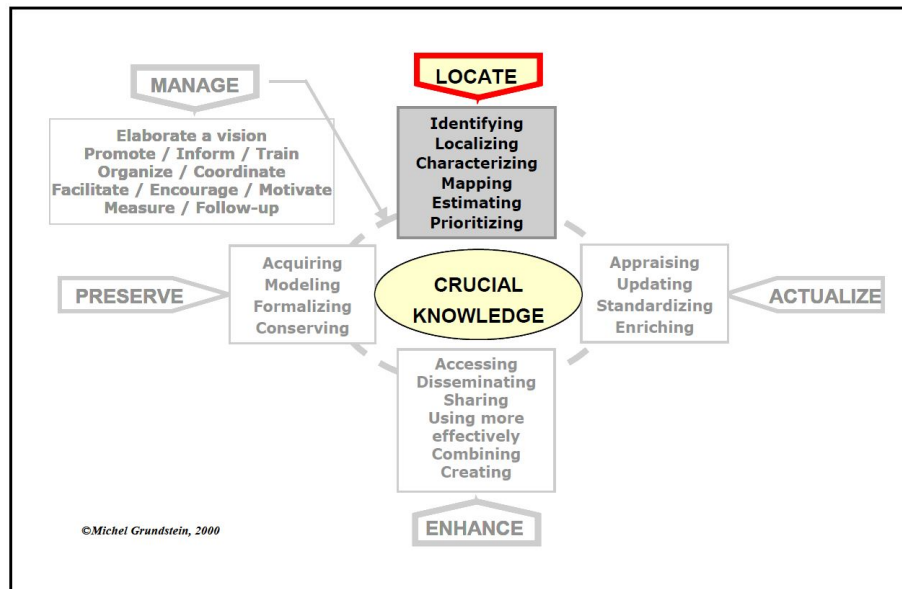 MANAGE
Elaborate a vision
Promote / Inform / Train
Organize / Coordinate
Facilitate / Encourage / Motivate
Measure / Follow-up
LOCATE
Identifying
Localizing
Characterizing
Mapping
Estimating
Prioritizing
PRESERVE
Acquiring
Modeling
Formalizing
Conserving
CRUCIAL
KNOWLEDGE
Appraising
Updating
Standardizing
Enriching
ACTUALIZE
Accessing
Disseminating
Sharing
Using more
effectively
Combining
Creating
ENHANCE
©Michel Grundstein, 2000